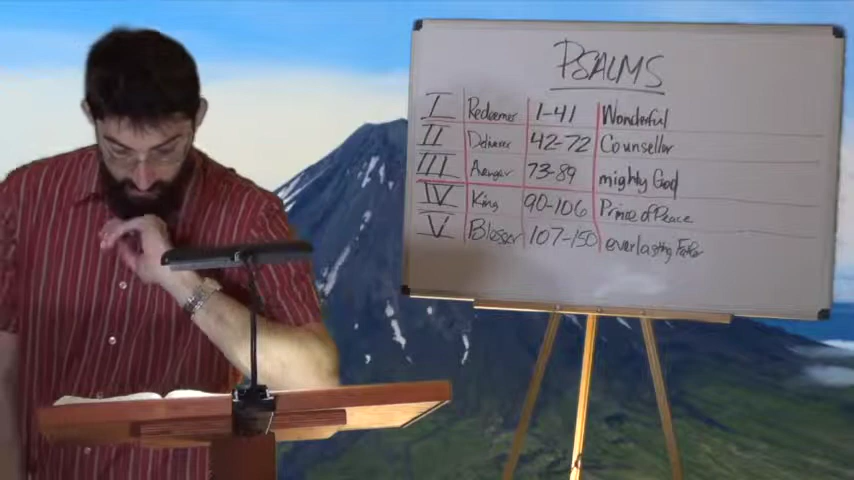 PSALMS
I Redeemer 1-41 Wonderful
II Deliverer 42-72 Counsellor
III Avenger 73-89 mighty God
IV King 90-106 Prince of Peace
V Blesser 107-150 everlasting Father